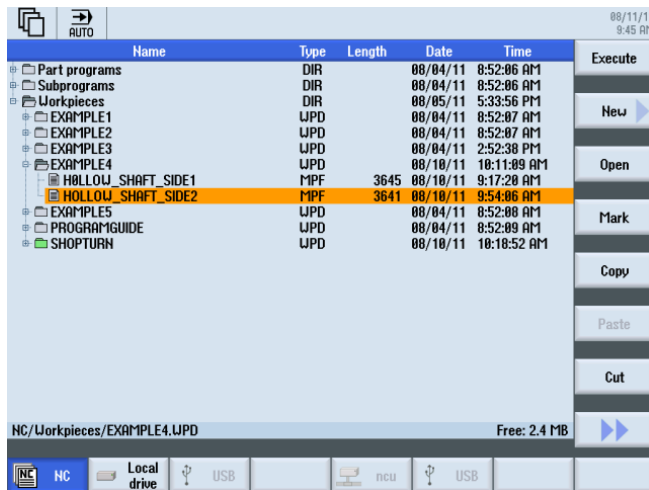 08/11/1
AUTO
9:45 AM
Name Type Length Date Time
Part programs DIR 08/04/11 8:52:06 AM
Subprograms DIR 08/04/11 8:52:06 AM
Workpieces DIR 08/05/11 5:33:56 PM
EXAMPLE1 WPD 08/04/11 8:52:07 AM
EXAMPLE2 WPD 08/04/11 8:52:07 AM
EXAMPLE3 WPD 08/04/11 2:52:38 PM
EXAMPLE4 WPD 08/10/11 10:11:09 AM
HOLLOW_SHAFT_SIDE1 MPF 3645 08/10/11 9:17:20 AM
HOLLOW_SHAFT_SIDE2 MPF 3641 08/10/11 9:54:06 AM
EXAMPLE5 WPD 08/04/11 8:52:08 AM
PROGRAMGUIDE WPD 08/04/11 8:52:09 AM
SHOPTURN WPD 08/10/11 10:18:52 AM
NC/Workpieces/EXAMPLE4.WPD Free: 2.4 MB
Execute
New
Open
Mark
Copy
Paste
Cut
NC NC
Local
drive
USB
ncu
USB